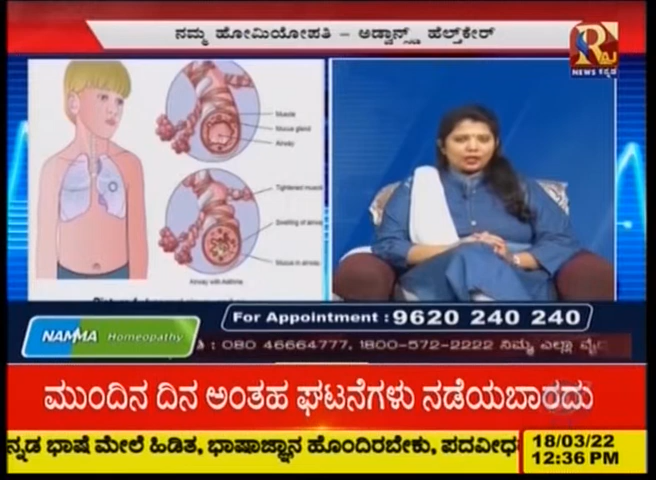 ನಮ್ಮ ಹೋಮಿಯೋಪತಿ – ಅಡ್ವಾನ್ಸ್ಡ್ ಹೆಲ್ತ್‌ಕೇರ್
NEWS ಕನ್ನಡ
Muscle
Mucus gland
Airway
Tightened muscle
Swelling of airway
Mucus in airway
Airway with Asthma
For Appointment : 9620 240 240
NAMMA Homeopathy
: 080 46664777, 1800-572-2222 ನಿಮ್ಮ ಎಲ್ಲಾ
ಮುಂದಿನ ದಿನ ಅಂತಹ ಘಟನೆಗಳು ನಡೆಯಬಾರದು
ನ್ನಡ ಭಾಷೆ ಮೇಲೆ ಹಿಡಿತ, ಭಾಷಾಜ್ಞಾನ ಹೊಂದಿರಬೇಕು, ಪದವೀಧ
18/03/22
12:36 PM